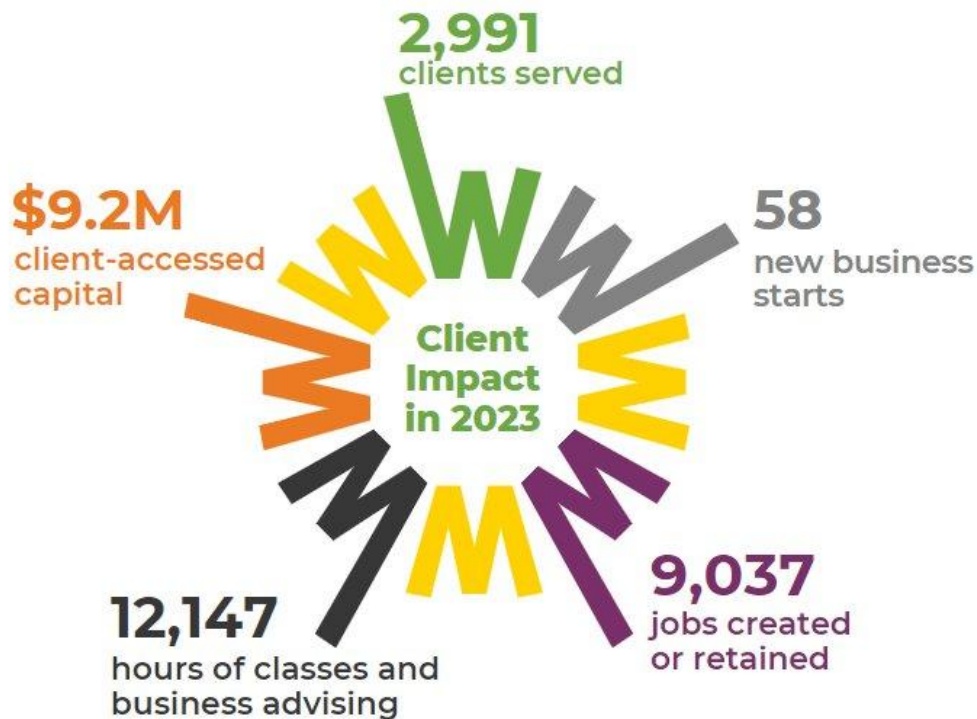 2,991
clients served
$9.2M
client-accessed
capital
58
new business
starts
Client
Impact
in 2023
12,147
hours of classes and
business advising
9,037
jobs created
or retained